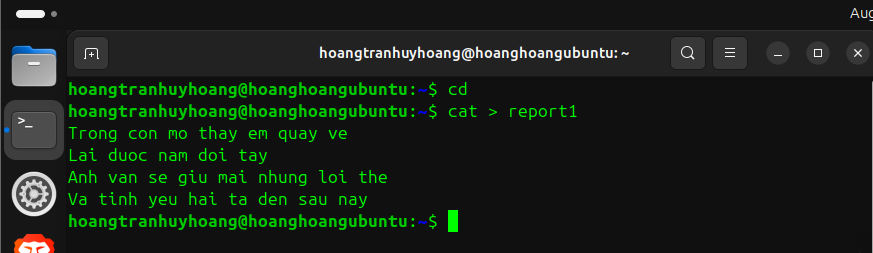 Aug
hoangtranhuyhoang@hoanghoangubuntu: ~
hoangtranhuyhoang@hoanghoangubuntu:~$ cd
hoangtranhuyhoang@hoanghoangubuntu:~$ cat > report1
Trong con mo thay em quay ve
Lai duoc nam doi tay
Anh van se giu mai nhung loi the
Va tinh yeu hai ta den sau nay
hoangtranhuyhoang@hoanghoangubuntu:~$